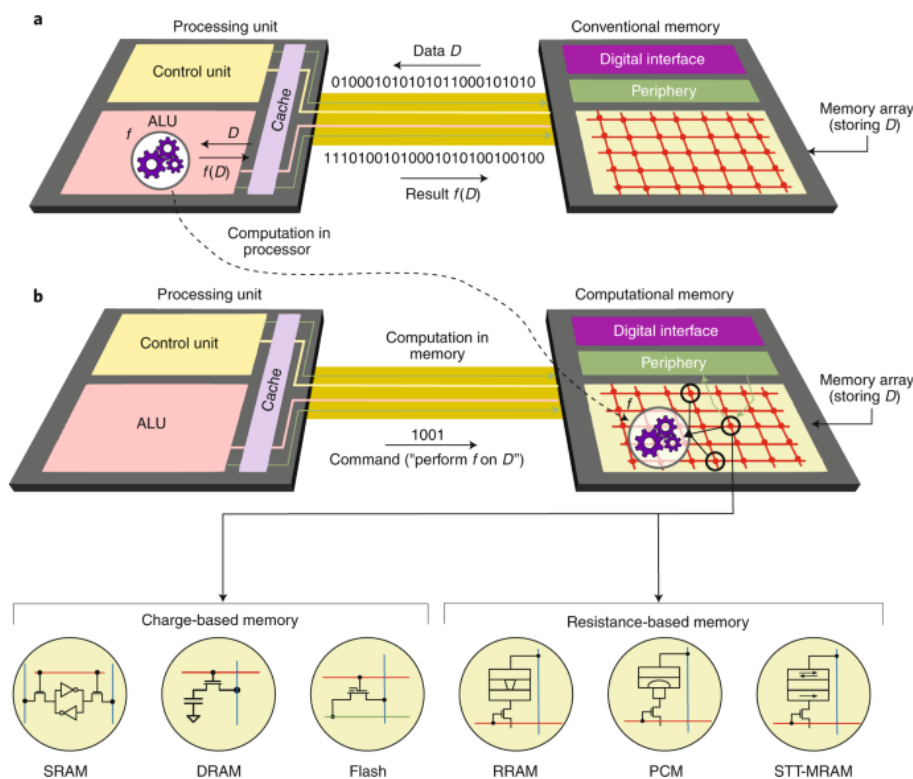 a
Processing unit
Conventional memory
Control unit
Cache
ALU
f
D
f(D)
Data D
010001010101011000101010
11101001010001010100100100
Result f(D)
Digital interface
Periphery
Memory array
(storing D)
Computation in
processor
b
Processing unit
Computational memory
Control unit
Cache
ALU
Computation in
memory
1001
Command ("perform f on D")
Digital interface
Periphery
f
Memory array
(storing D)
Charge-based memory
Resistance-based memory
SRAM
DRAM
Flash
RRAM
PCM
STT-MRAM